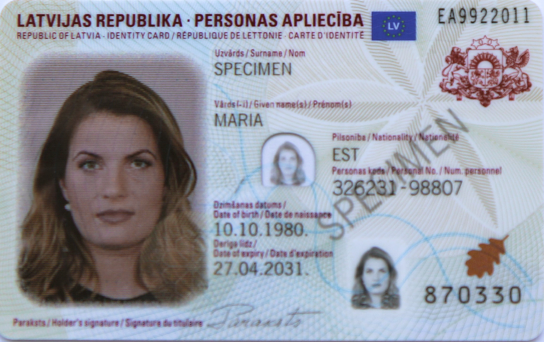 LATVIJAS REPUBLIKA · PERSONAS APLIECĪBA
LV
EA9922011
REPUBLIC OF LATVIA · IDENTITY CARD / RÉPUBLIQUE DE LETTONIE · CARTE D'IDENTITÉ
Uzvārds / Surname / Nom
SPECIMEN
Vārds(-i) / Given name(s) / Prénom(s)
MARIA
Pilsonība / Nationality / Nationalité
EST
Personas kods / Personal No. / Num. personnel
326231-98807
SPECIMEN
Dzimšanas datums /
Date of birth / Date de naissance
10.10.1980.
Derīga līdz /
Date of expiry / Date d'expiration
27.04.2031.
870330
Paraksts / Holder's signature / Signature du titulaire
Paraksts